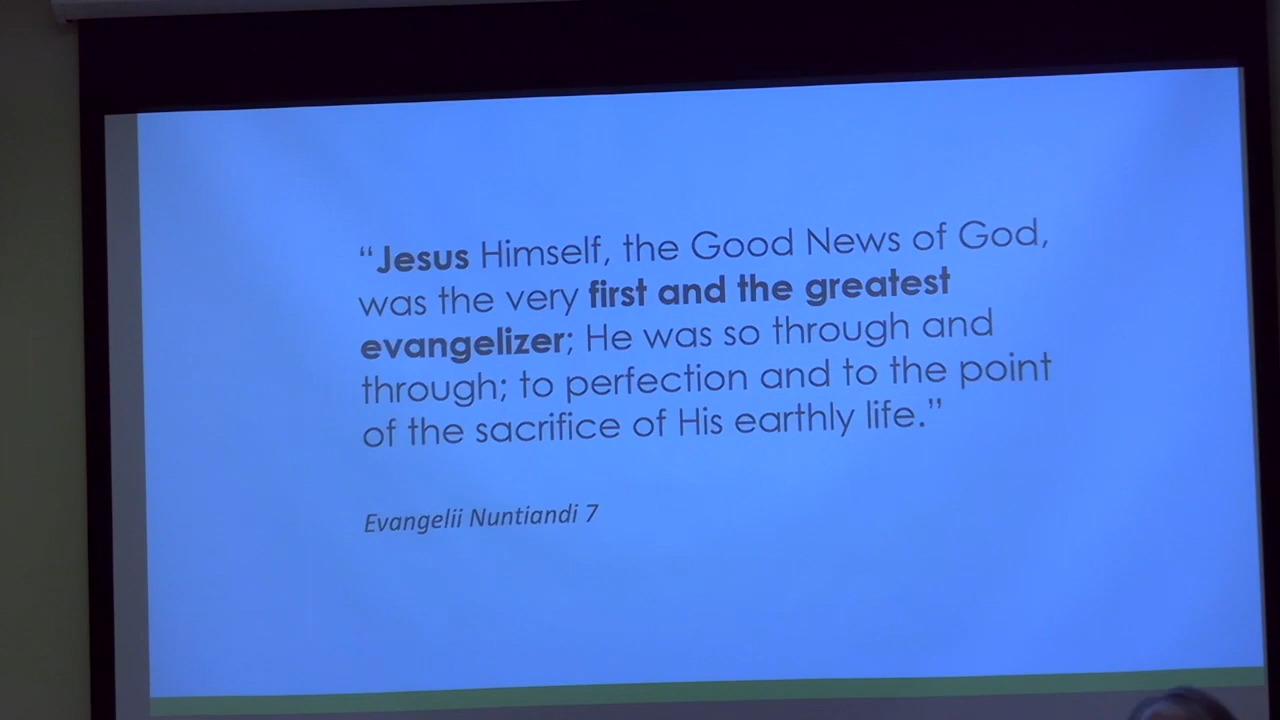 “Jesus Himself, the Good News of God,
was the very first and the greatest
evangelizer; He was so through and
through; to perfection and to the point
of the sacrifice of His earthly life.”
Evangelii Nuntiandi 7